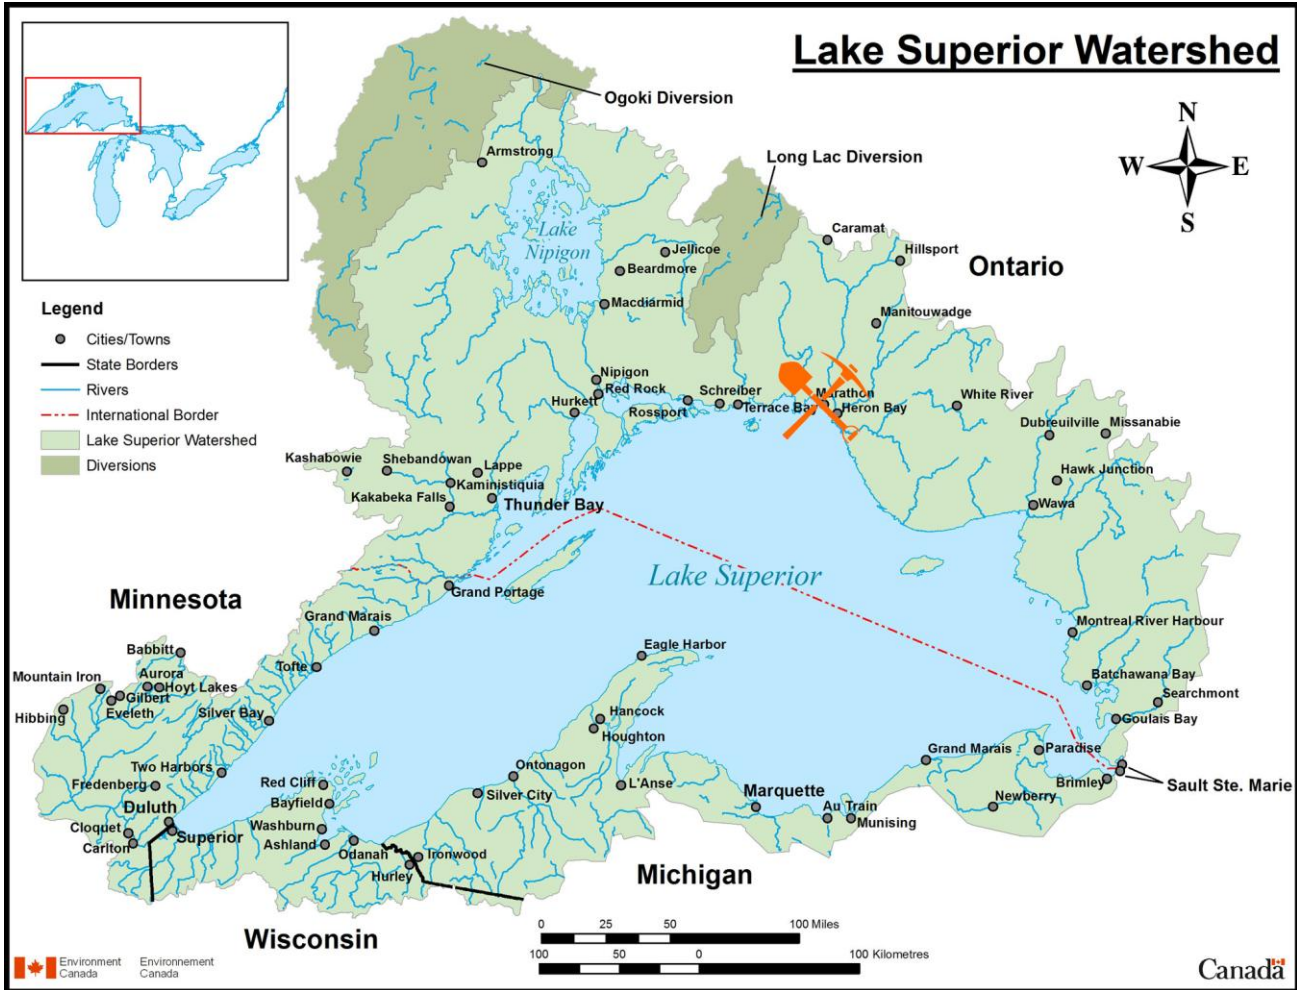 Lake Superior Watershed
N
W
E
S
Ogoki Diversion
Long Lac Diversion
Armstrong
Lake
Nipigon
Caramat
Hillsport
Ontario
Jellicoe
Beardmore
Macdiarmid
Manitouwadge
Legend
Cities/Towns
State Borders
Rivers
International Border
Lake Superior Watershed
Diversions
Nipigon
Red Rock
Hurkett
Rossport
Schreiber
Terrace Bay
Marathon
Heron Bay
White River
Dubreuilville
Missanabie
Hawk Junction
Wawa
Kashabowie
Shebandowan
Lappe
Kaministiquia
Kakabeka Falls
Thunder Bay
Lake Superior
Grand Portage
Minnesota
Grand Marais
Montreal River Harbour
Eagle Harbor
Babbitt
Tofte
Mountain Iron
Aurora
Hoyt Lakes
Gilbert
Eveleth
Hibbing
Silver Bay
Batchawana Bay
Searchmont
Goulais Bay
Hancock
Houghton
Grand Marais
Paradise
Two Harbors
Fredenberg
Red Cliff
Ontonagon
Silver City
L'Anse
Brimley
Sault Ste. Marie
Marquette
Newberry
Bayfield
Au Train
Munising
Duluth
Superior
Cloquet
Carlton
Washburn
Ashland
Odanah
Ironwood
Hurley
Michigan
Wisconsin
0 25 50 100 Miles
100 50 0 100 Kilometres
Environment Environnement
Canada Canada
Canada